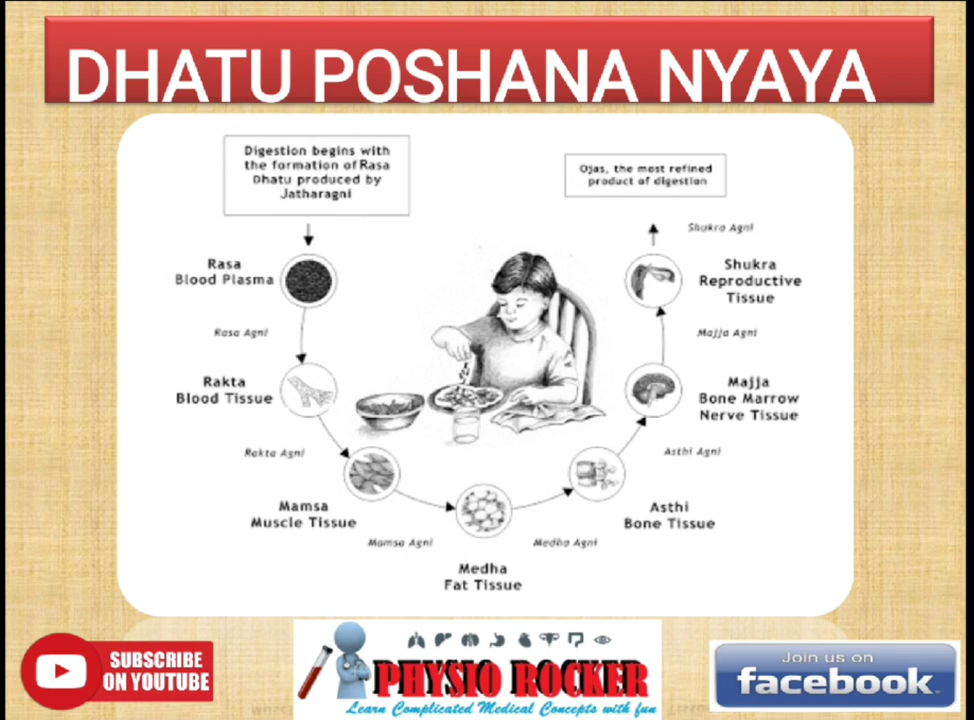 DHATU POSHANA NYAYA
Digestion begins with
the formation of Rasa
Dhatu produced by
Jatharagni
Ojas, the most refined
product of digestion
Shukra Agni
Rasa
Blood Plasma
Shukra
Reproductive
Tissue
Rasa Agni
Majja Agni
Rakta
Blood Tissue
Majja
Bone Marrow
Nerve Tissue
Rakta Agni
Asthi Agni
Mamsa
Muscle Tissue
Asthi
Bone Tissue
Mamsa Agni
Medha Agni
Medha
Fat Tissue
SUBSCRIBE
ON YOUTUBE
PHYSIO ROCKER
Learn Complicated Medical Concepts with fun
Join us on
facebook